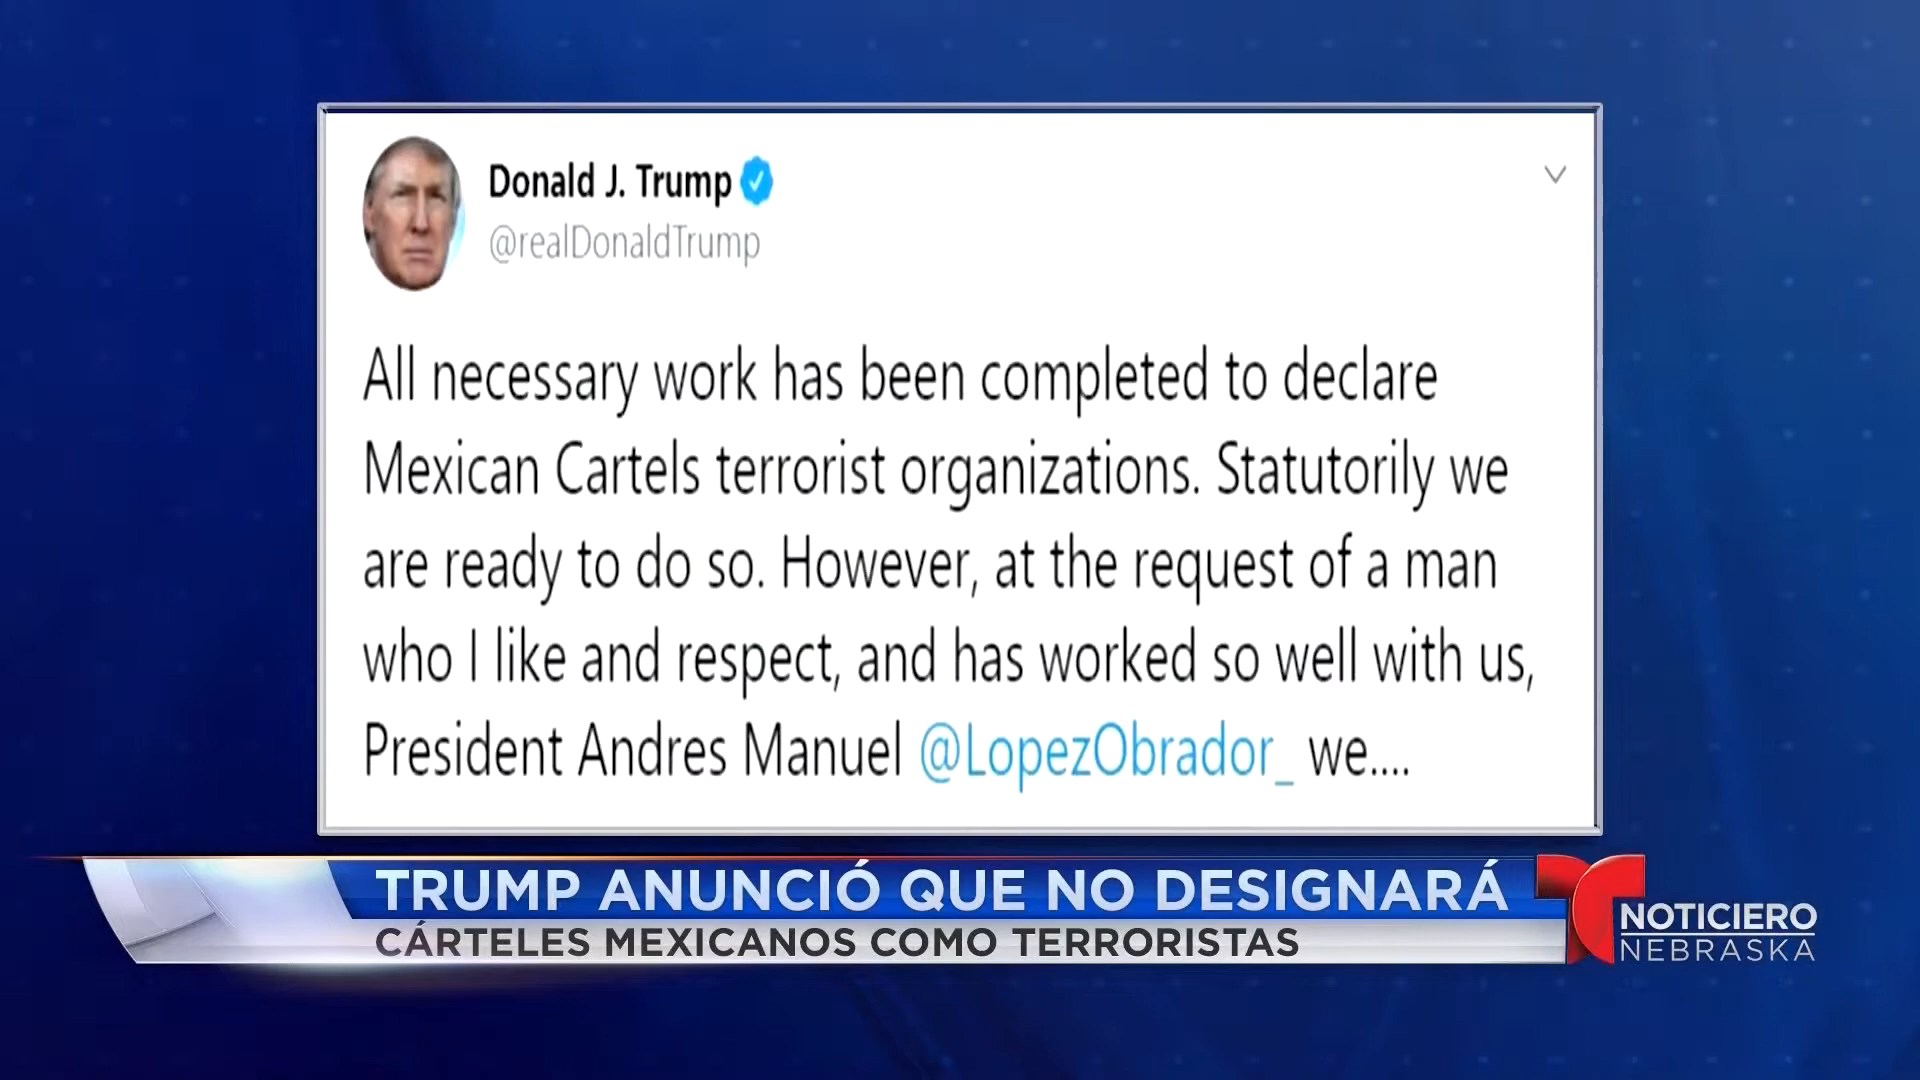 Donald J. Trump
@realDonaldTrump
All necessary work has been completed to declare
Mexican Cartels terrorist organizations. Statutorily we
are ready to do so. However, at the request of a man
who I like and respect, and has worked so well with us,
President Andres Manuel @LopezObrador_ we....
TRUMP ANUNCIÓ QUE NO DESIGNARÁ
CÁRTELES MEXICANOS COMO TERRORISTAS
NOTICIERO
NEBRASKA